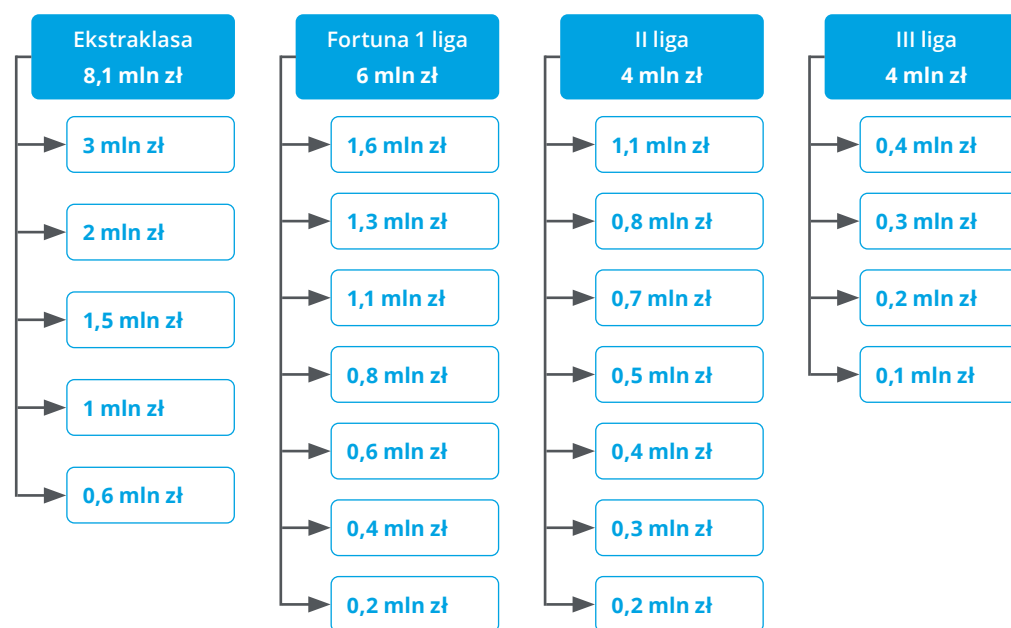 Ekstraklasa
8,1 mln zł
3 mln zł
2 mln zł
1,5 mln zł
1 mln zł
0,6 mln zł
Fortuna 1 liga
6 mln zł
1,6 mln zł
1,3 mln zł
1,1 mln zł
0,8 mln zł
0,6 mln zł
0,4 mln zł
0,2 mln zł
II liga
4 mln zł
1,1 mln zł
0,8 mln zł
0,7 mln zł
0,5 mln zł
0,4 mln zł
0,3 mln zł
0,2 mln zł
III liga
4 mln zł
0,4 mln zł
0,3 mln zł
0,2 mln zł
0,1 mln zł